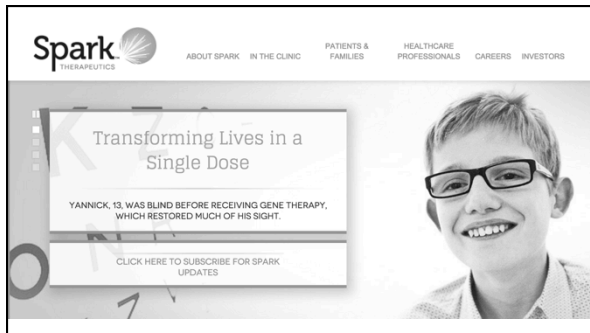 Spark
THERAPEUTICS
ABOUT SPARK
IN THE CLINIC
PATIENTS &
FAMILIES
HEALTHCARE
PROFESSIONALS
CAREERS
INVESTORS
K
Z
Transforming Lives in a
Single Dose
YANNICK, 13, WAS BLIND BEFORE RECEIVING GENE THERAPY,
WHICH RESTORED MUCH OF HIS SIGHT.
CLICK HERE TO SUBSCRIBE FOR SPARK
UPDATES
O
N
Z